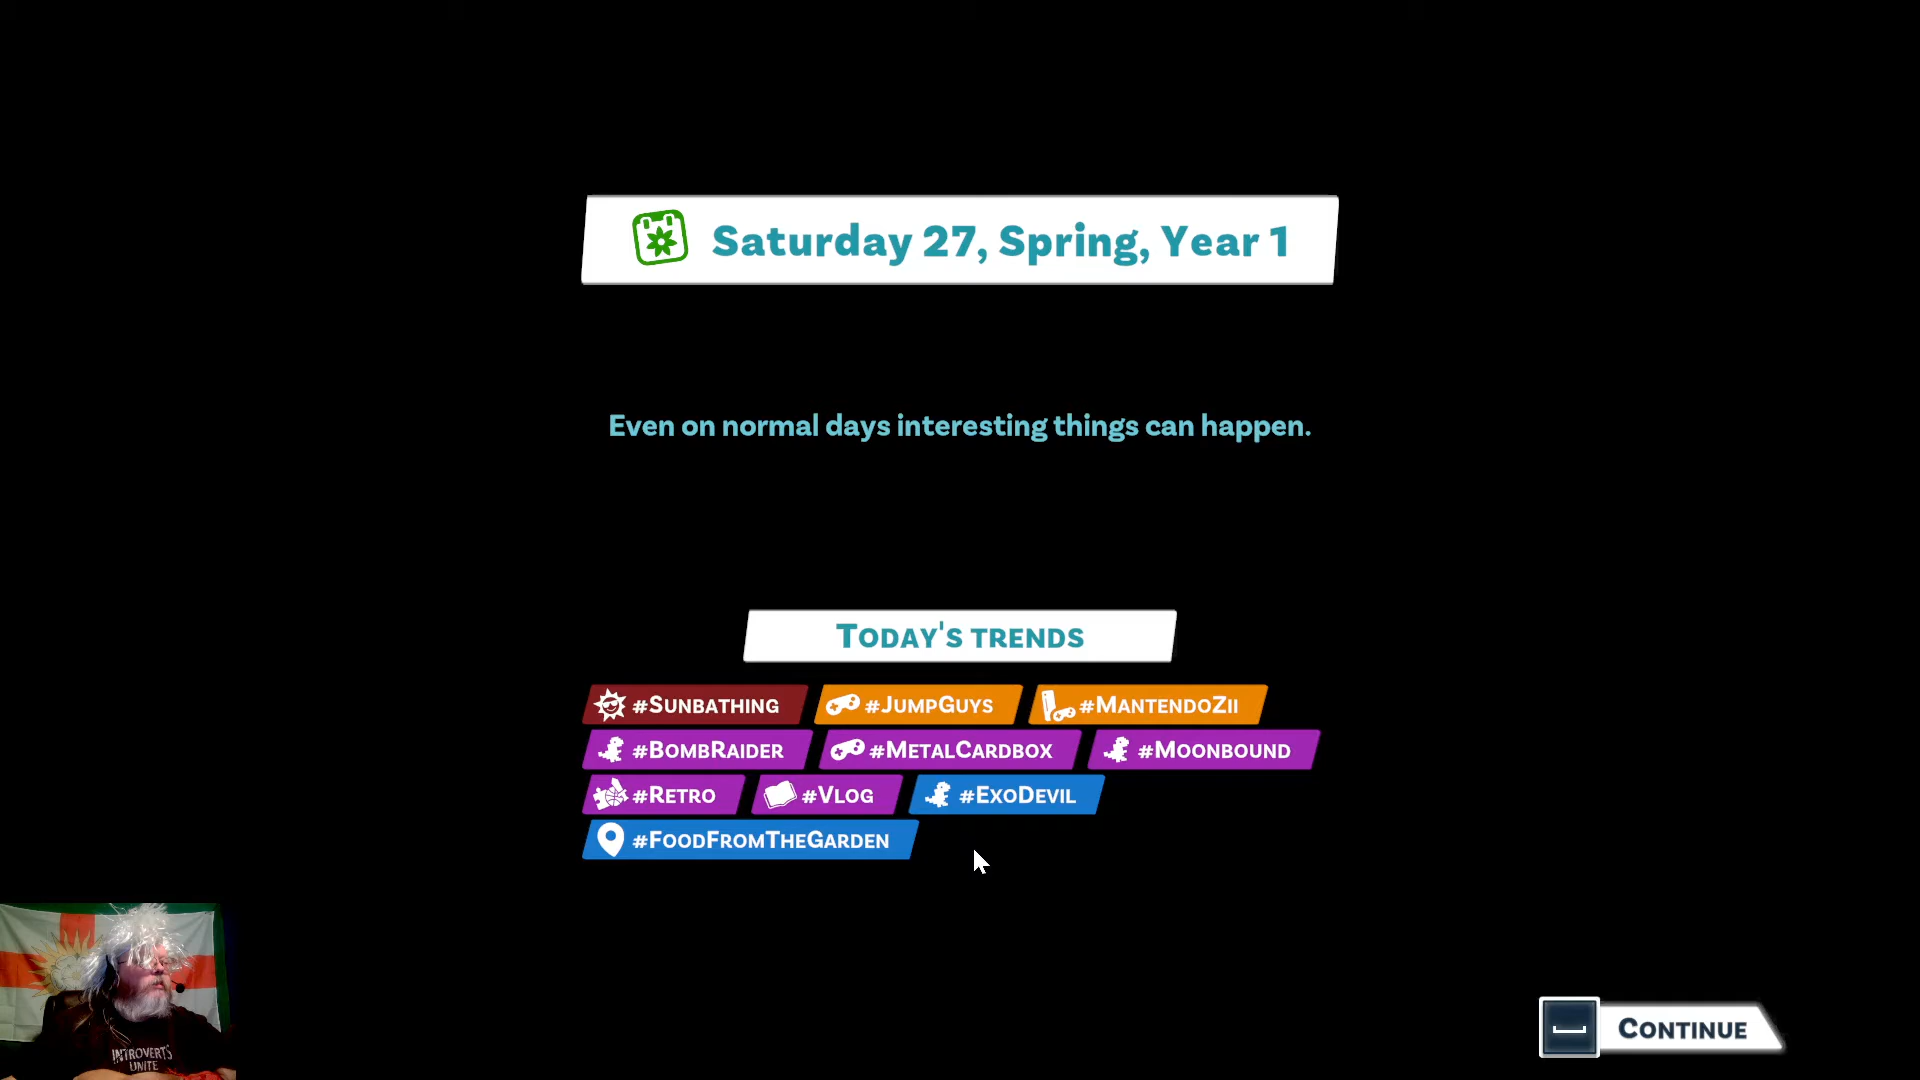 Saturday 27, Spring, Year 1
Even on normal days interesting things can happen.
TODAY'S TRENDS
#SUNBATHING #JUMPGUYS #MANTENDOZII
#BOMBRAIDER #METALCARDBOX #MOONBOUND
#RETRO #VLOG #EXODEVIL
#FOODFROMTHEGARDEN
INTROVERTS
UNITE
CONTINUE